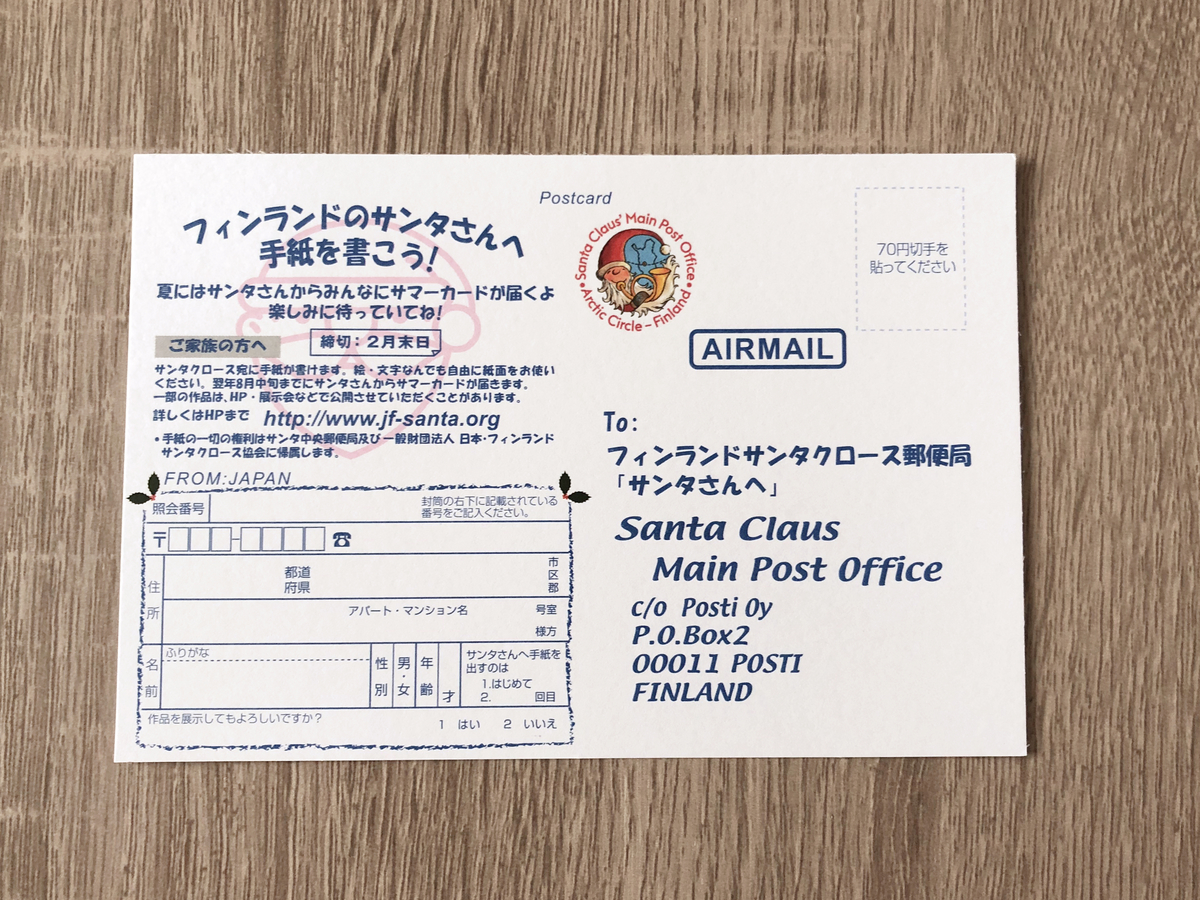 Postcard
フィンランドのサンタさんへ
手紙を書こう!
夏にはサンタさんからみんなにサマーカードが届くよ
楽しみに待っていてね!
ご家族の方へ
締切:2月末日
サンタクロース宛に手紙が書けます。絵・文字なんでも自由に紙面をお使い
ください。翌年8月中旬までにサンタさんからサマーカードが届きます。
一部の作品は、HP・展示会などで公開させていただくことがあります。
詳しくはHPまで http://www.jf-santa.org
・手紙の一切の権利はサンタ中央郵便局及び一般財団法人 日本・フィンランド
サンタクロース協会に帰属します。
FROM:JAPAN
照会番号
封筒の右下に記載されている
番号をご記入ください。
〒 - ☎
住所
都道
府県
市
区
郡
アパート・マンション名 号室
様方
名前
ふりがな
性別
男・女
年齢
才
サンタさんへ手紙を
出すのは
1.はじめて
2. 回目
作品を展示してもよろしいですか?
1 はい 2 いいえ
Santa Claus' Main Post Office
• Arctic Circle – Finland •
70円切手を
貼ってください
AIRMAIL
To:
フィンランドサンタクロース郵便局
「サンタさんへ」
Santa Claus
Main Post Office
c/o Posti Oy
P.O.Box2
00011 POSTI
FINLAND